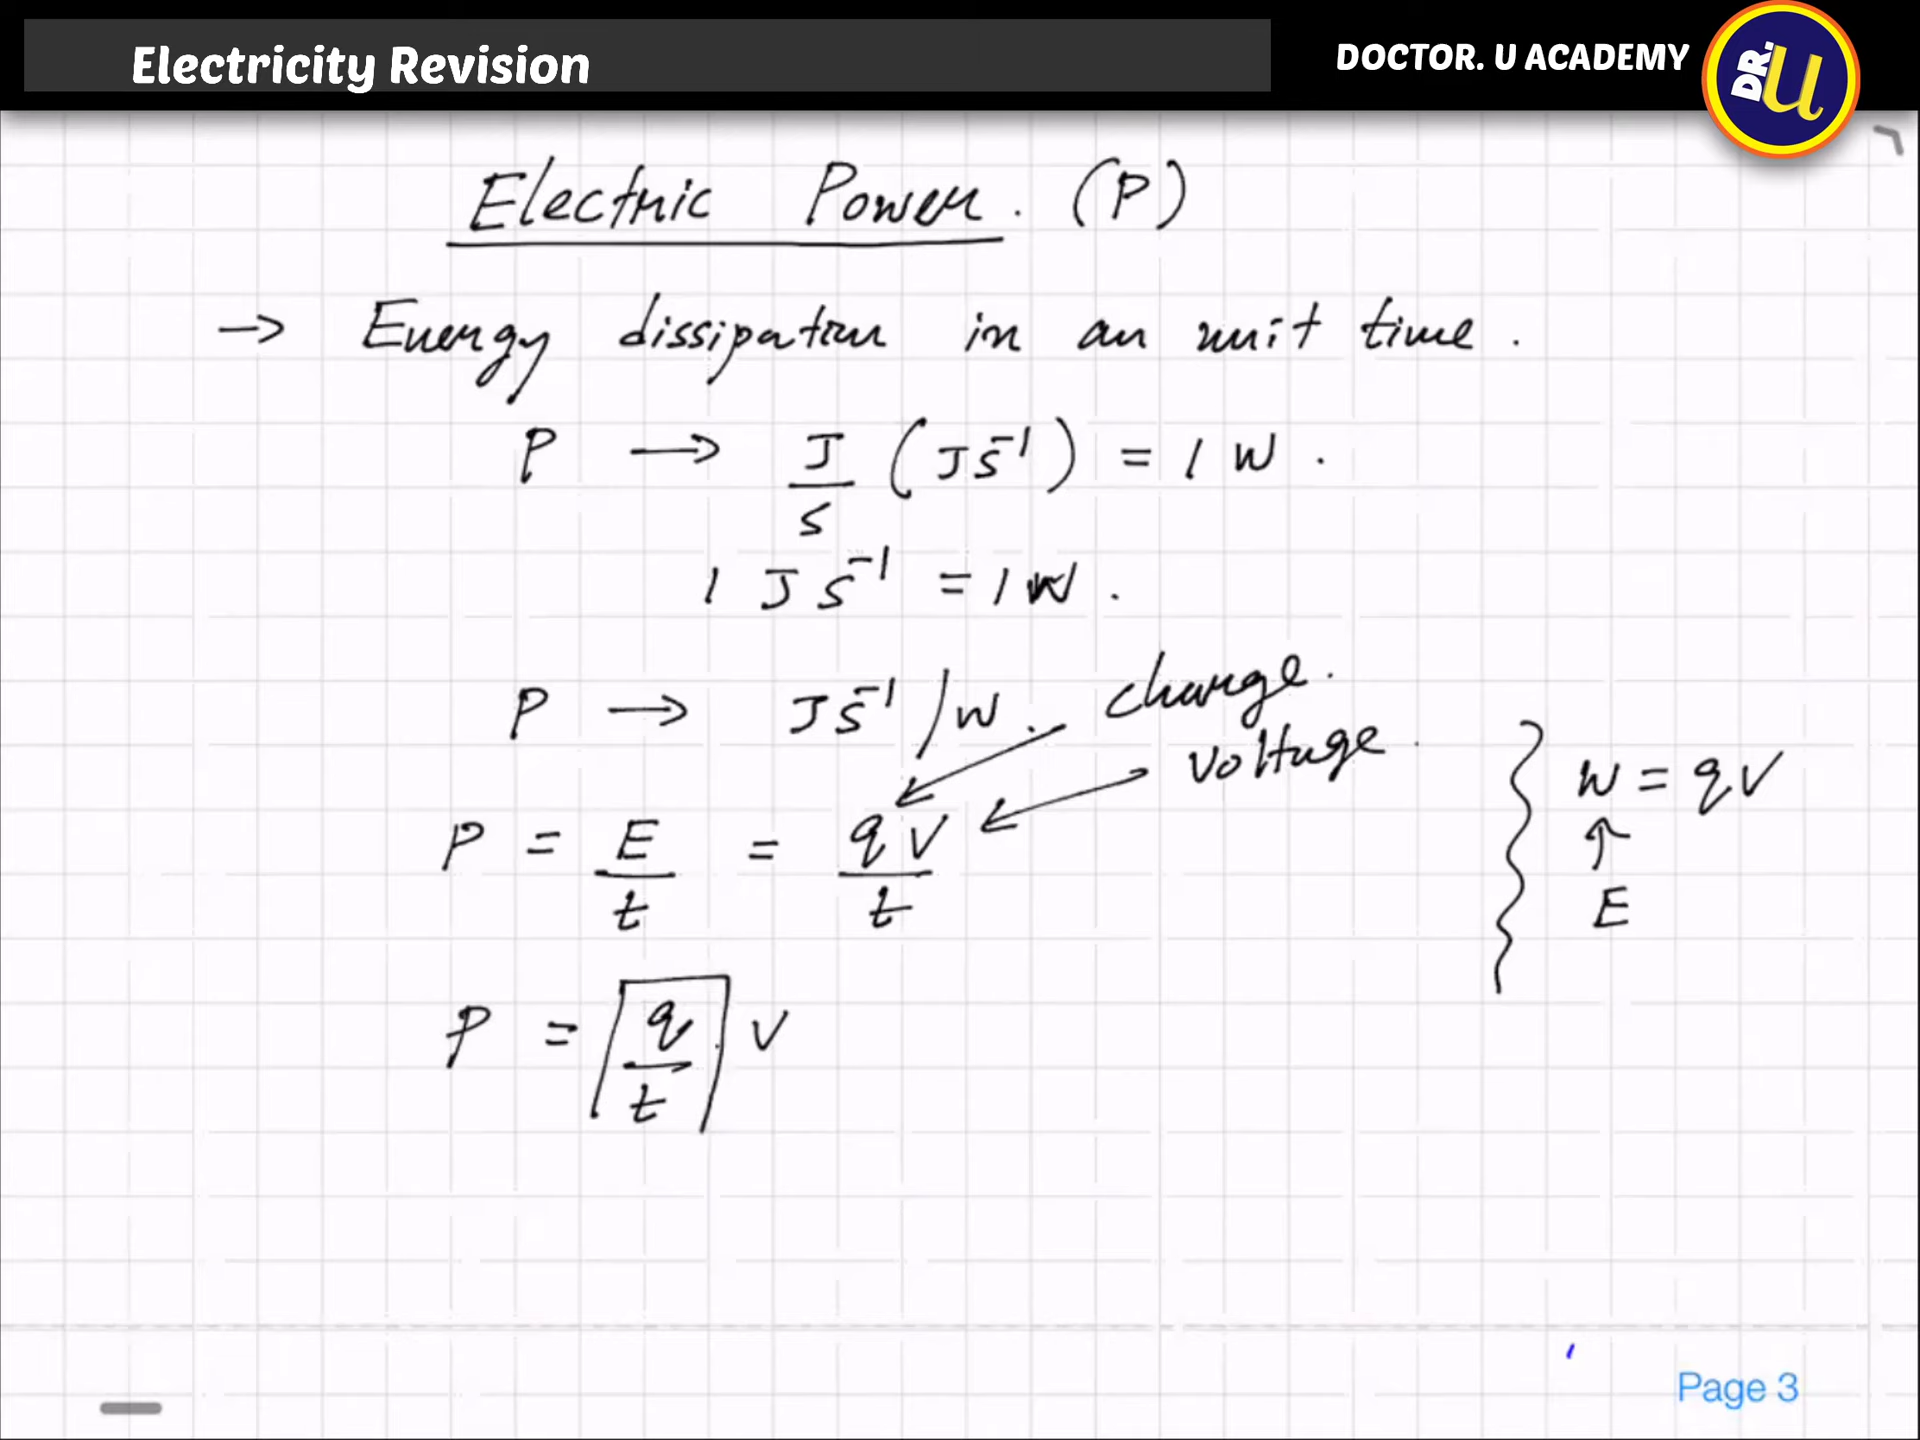 Electricity Revision
DOCTOR. U ACADEMY
DR. U
Electric Power. (P)
→ Energy dissipation in an unit time.
P → J/s (Js⁻¹) = 1 W.
1 Js⁻¹ = 1 W.
P → Js⁻¹ / W.
charge.
voltage.
P = E/t = qV/t
} W = qV
↑
E
P = q/t . V
Page 3